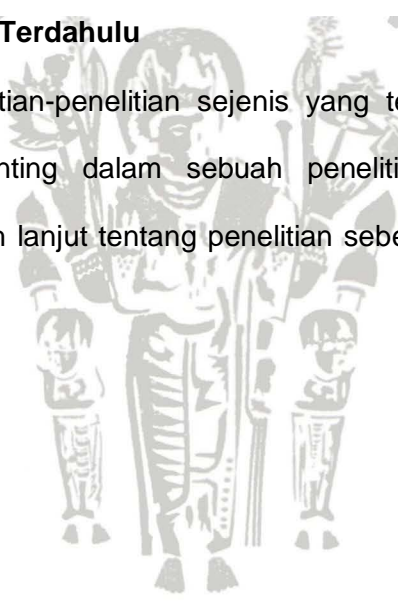 Terdahulu
tian-penelitian sejenis yang te
nting dalam sebuah peneliti
n lanjut tentang penelitian sebe